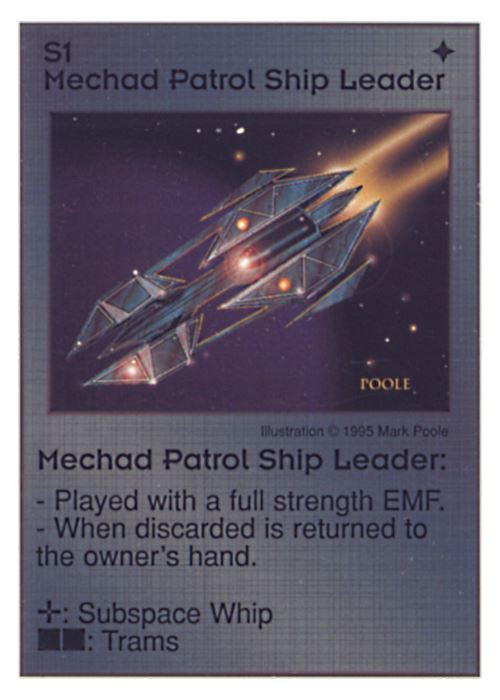 S1
Mechad Patrol Ship Leader
POOLE
Illustration © 1995 Mark Poole
Mechad Patrol Ship Leader:
- Played with a full strength EMF.
- When discarded is returned to
the owner's hand.
: Subspace Whip
: Trams